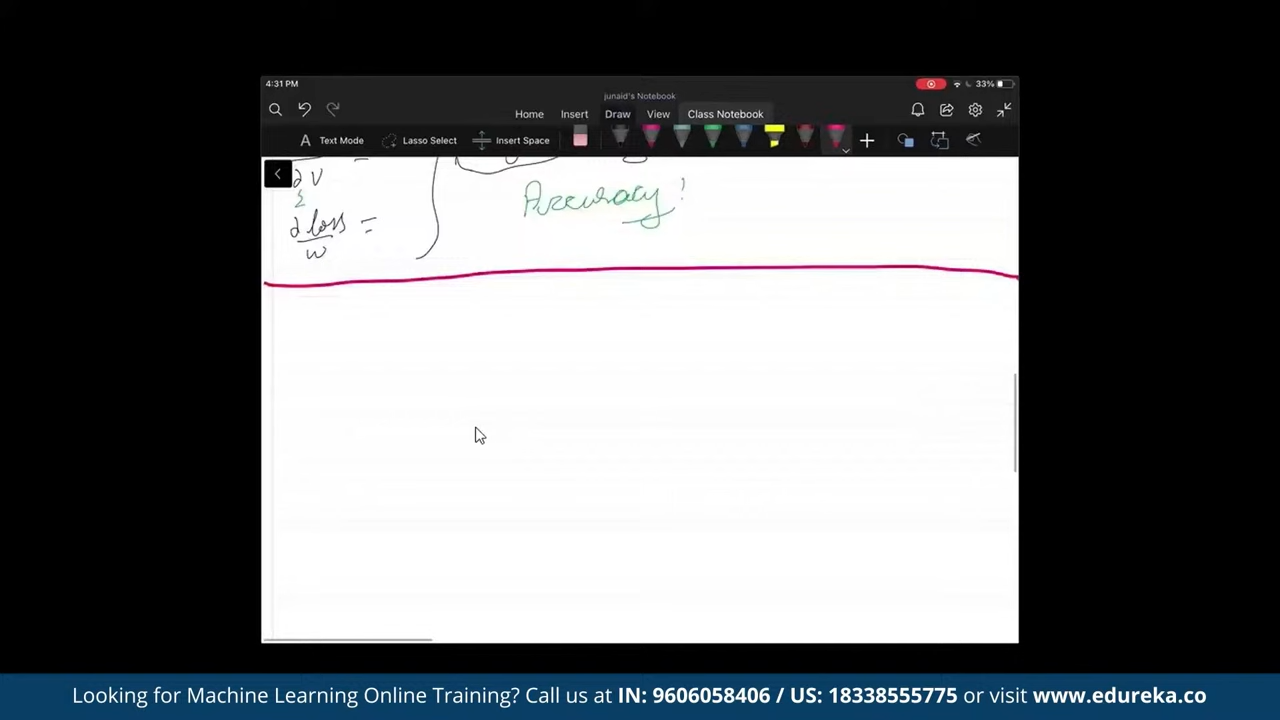 4:31 PM
33%
junaid's Notebook
Home Insert Draw View Class Notebook
Text Mode Lasso Select Insert Space
∂V
Accuracy!
∂loss =
w
Looking for Machine Learning Online Training? Call us at IN: 9606058406 / US: 18338555775 or visit www.edureka.co